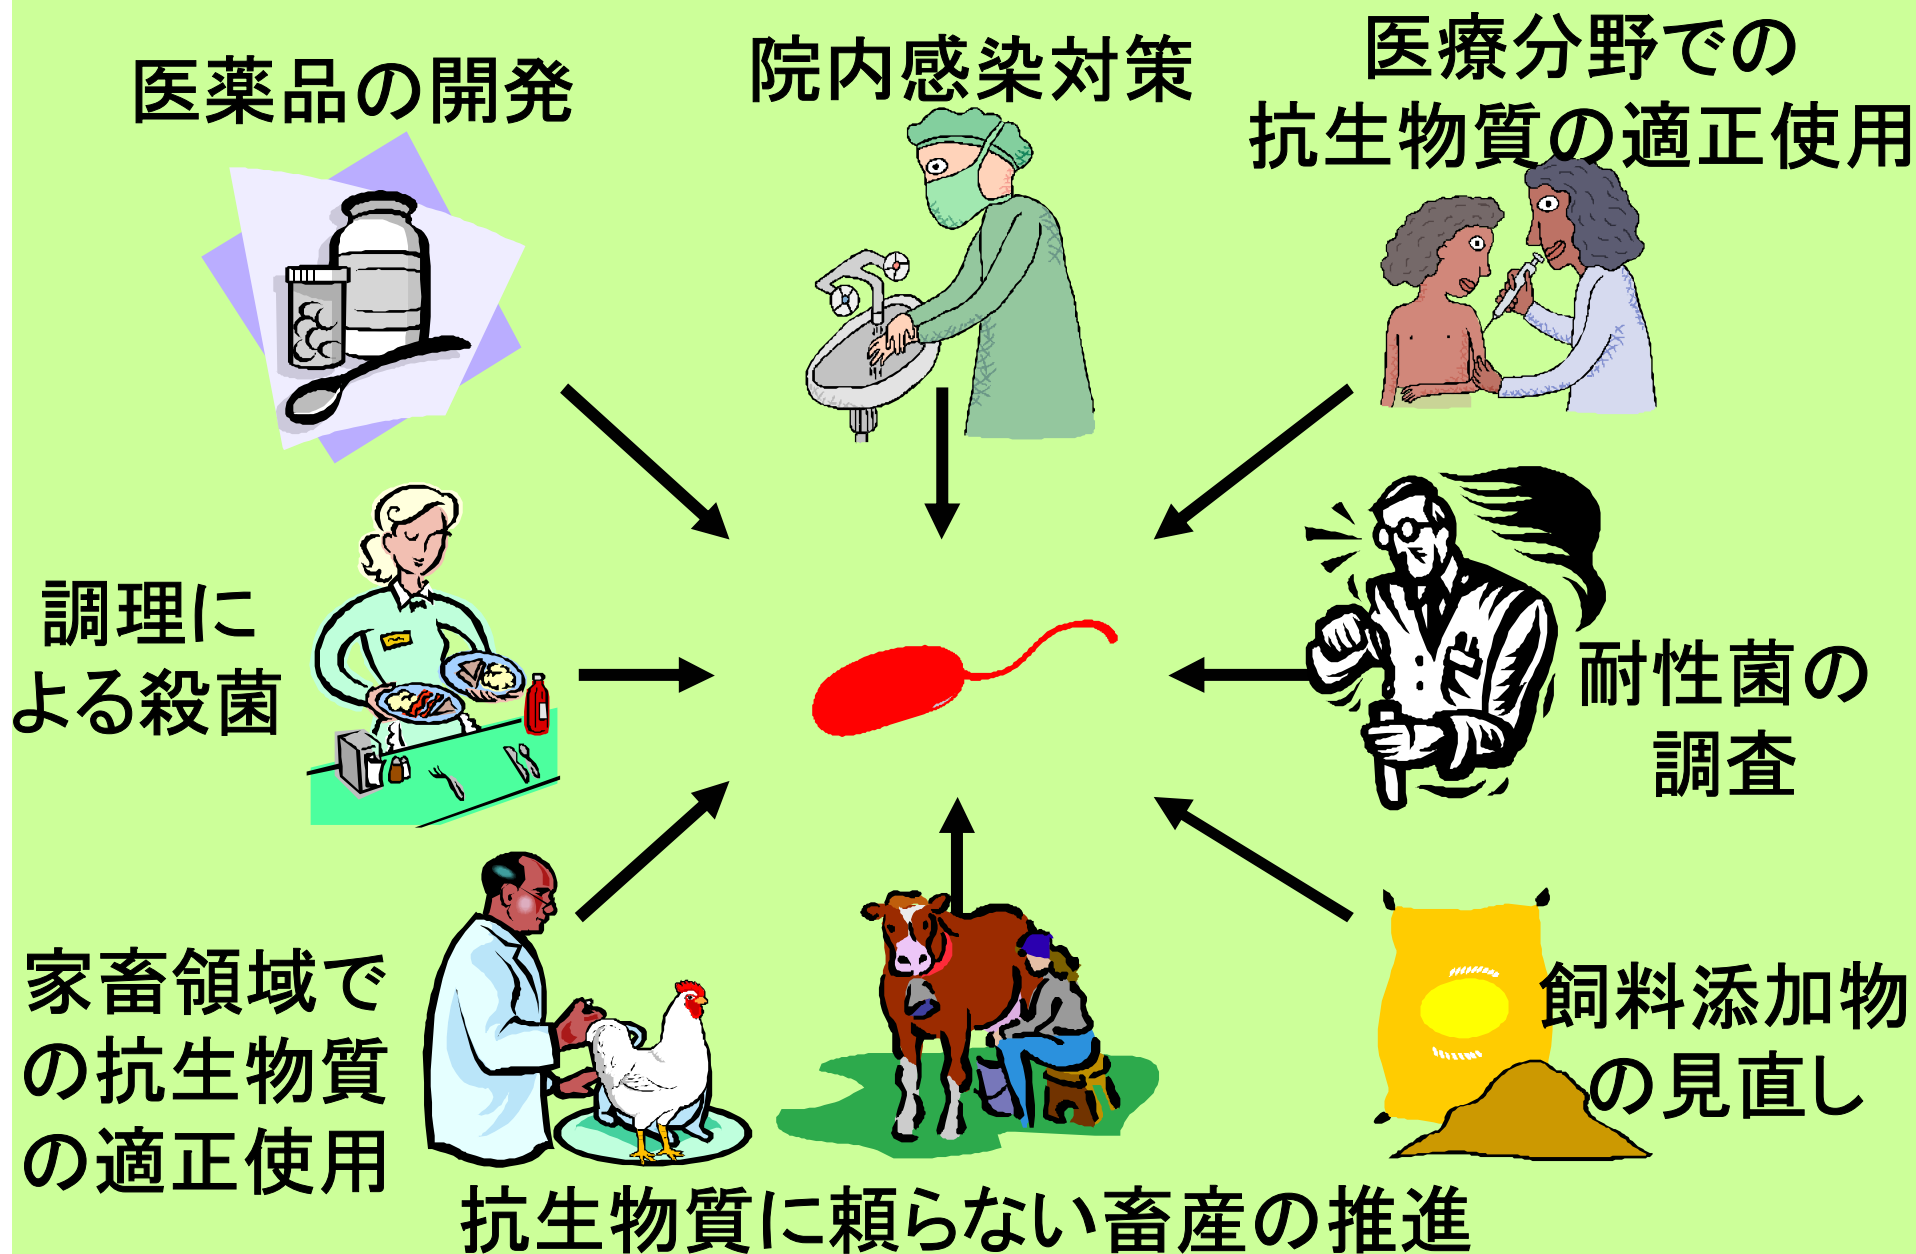 医薬品の開発
院内感染対策
医療分野での
抗生物質の適正使用
調理に
よる殺菌
耐性菌の
調査
家畜領域で
の抗生物質
の適正使用
飼料添加物
の見直し
抗生物質に頼らない畜産の推進